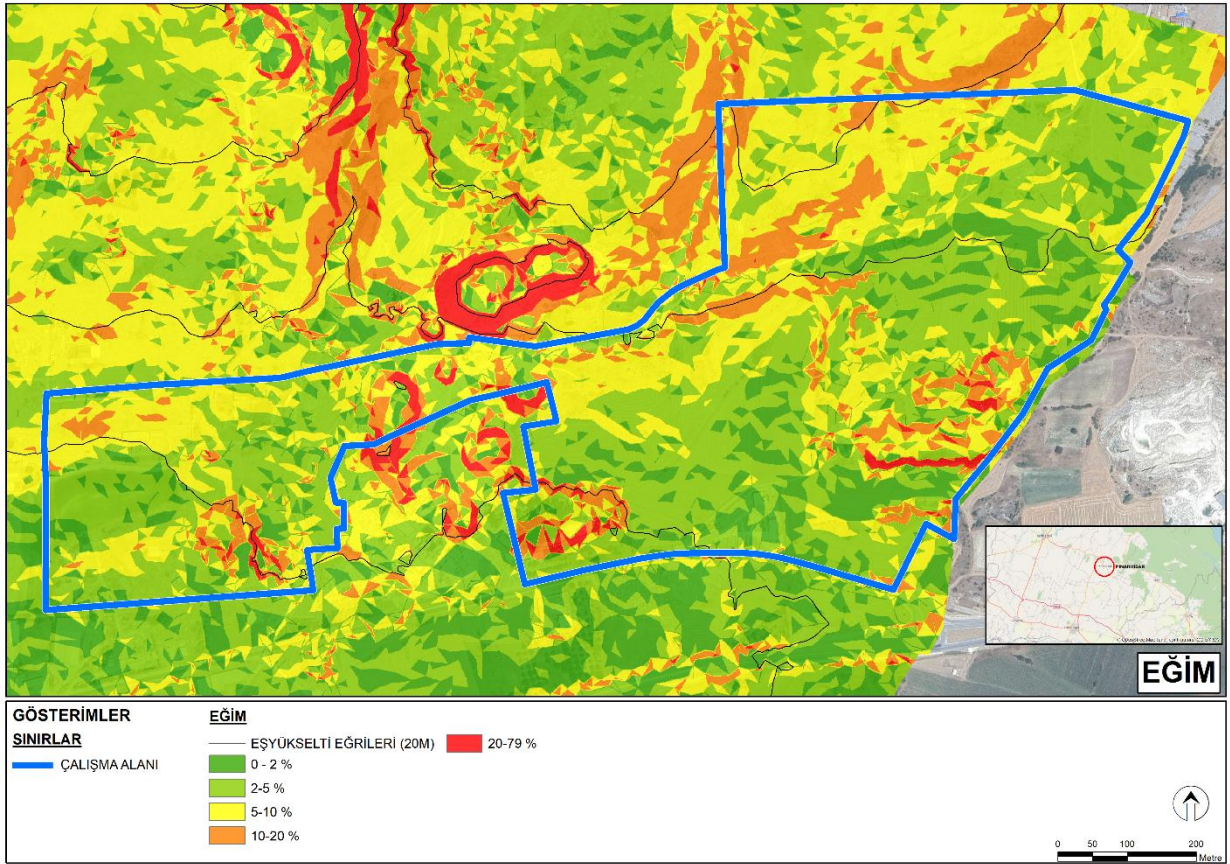 PINARHİSAR
EĞİM
GÖSTERİMLER
SINIRLAR
ÇALIŞMA ALANI
EĞİM
EŞYÜKSELTİ EĞRİLERİ (20M)
0 - 2 %
2-5 %
5-10 %
10-20 %
20-79 %
0 50 100 200
Metre